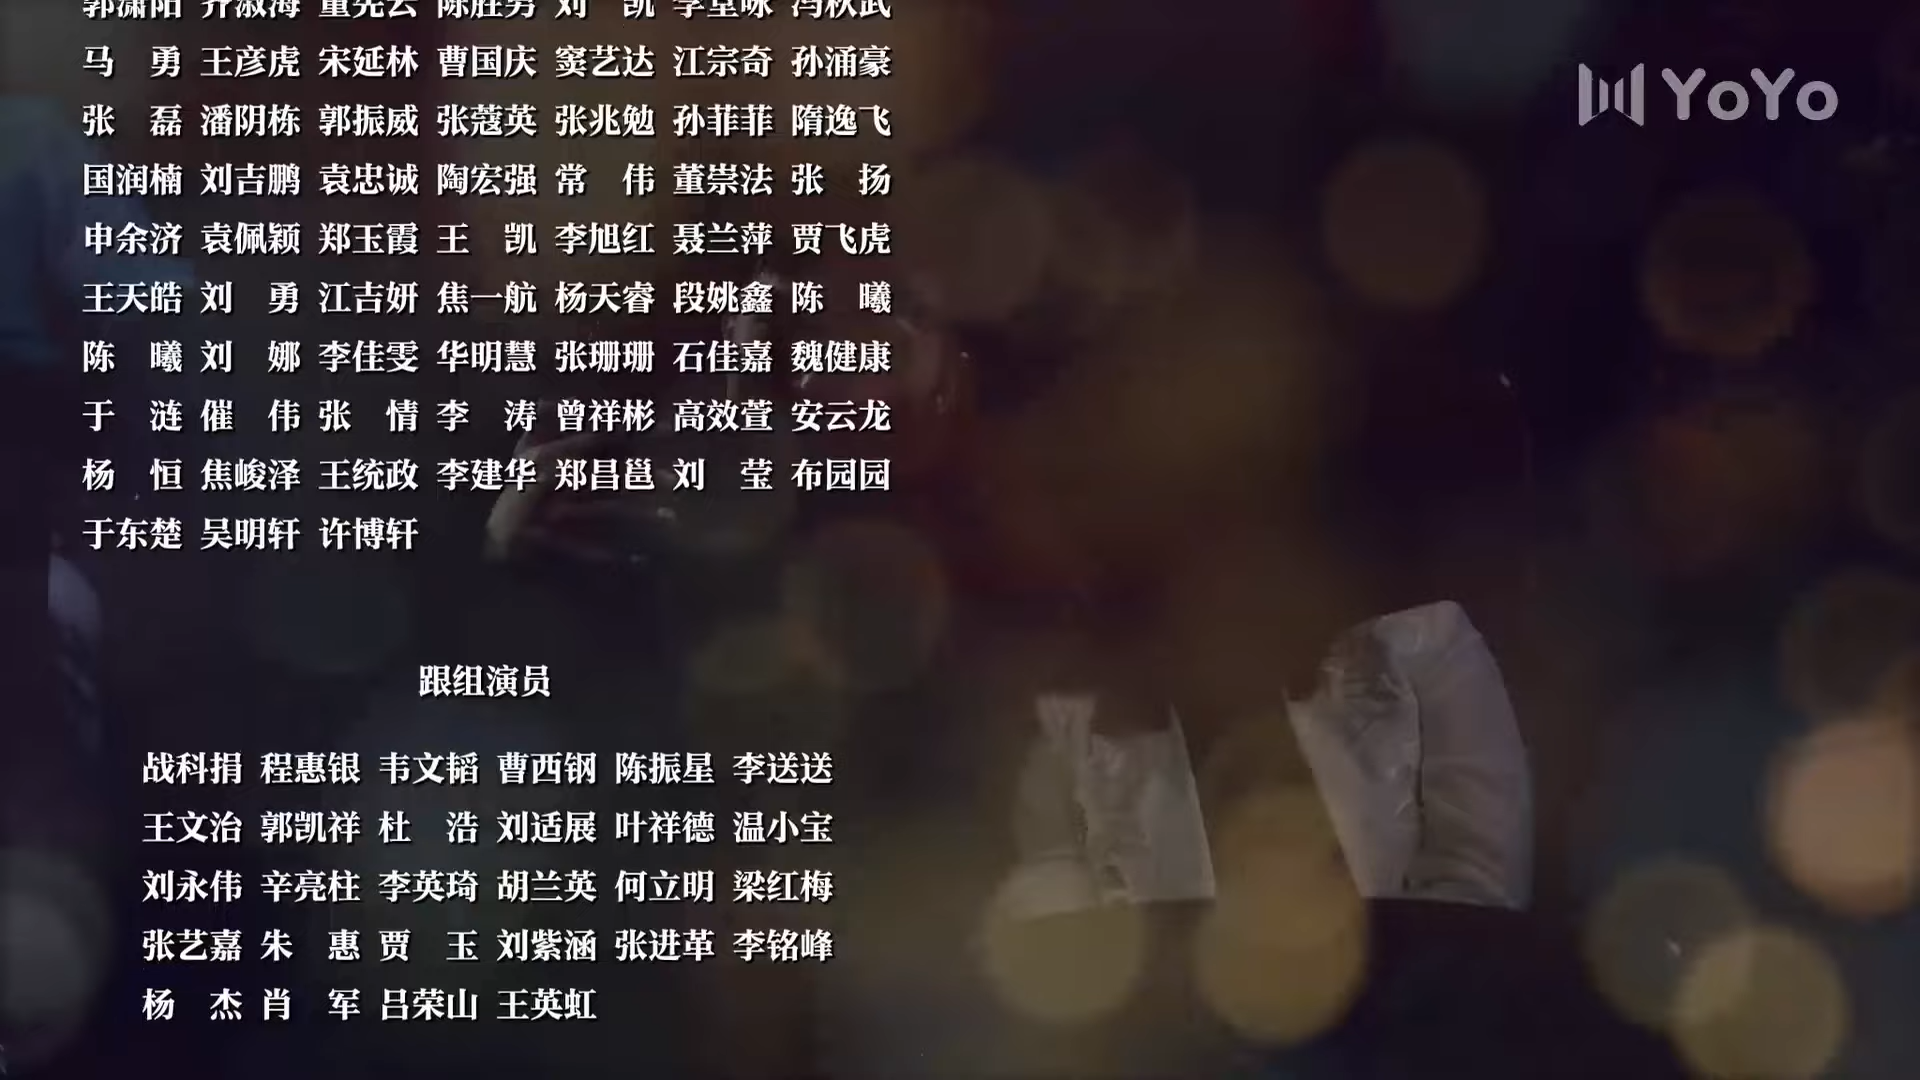 YoYo
马　勇 王彦虎 宋延林 曹国庆 窦艺达 江宗奇 孙涌豪
张　磊 潘阴栋 郭振威 张蔻英 张兆勉 孙菲菲 隋逸飞
国润楠 刘吉鹏 袁忠诚 陶宏强 常　伟 董崇法 张　扬
申余济 袁佩颖 郑玉霞 王　凯 李旭红 聂兰萍 贾飞虎
王天皓 刘　勇 江吉妍 焦一航 杨天睿 段姚鑫 陈　曦
陈　曦 刘　娜 李佳雯 华明慧 张珊珊 石佳嘉 魏健康
于　涟 催　伟 张　情 李　涛 曾祥彬 高效萱 安云龙
杨　恒 焦峻泽 王统政 李建华 郑昌邕 刘　莹 布园园
于东楚 吴明轩 许博轩
跟组演员
战科捐 程惠银 韦文韬 曹西钢 陈振星 李送送
王文治 郭凯祥 杜　浩 刘适展 叶祥德 温小宝
刘永伟 辛亮柱 李英琦 胡兰英 何立明 梁红梅
张艺嘉 朱　惠 贾　玉 刘紫涵 张进革 李铭峰
杨　杰 肖　军 吕荣山 王英虹